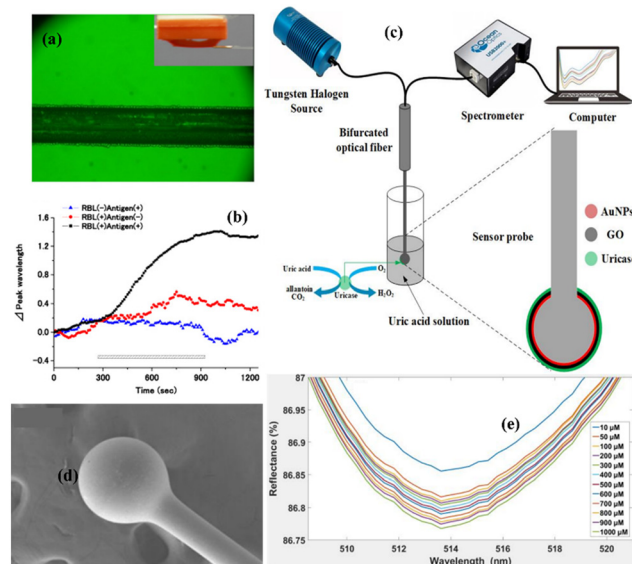 (a)
(c)
Ocean Optics
USB2000+
Tungsten Halogen
Source
Spectrometer
Computer
Bifurcated
optical fiber
RBL(-)Antigen(+)
RBL(+)Antigen(-)
RBL(+)Antigen(+)
(b)
⊿ Peak wavelength
1.6
1.2
0.8
0.4
0.0
-0.4
0
300
600
900
1200
Time (sec)
Sensor probe
AuNPs
GO
Uricase
Uric acid
O2
allantoin
CO2
Uricase
H2O2
Uric acid solution
(d)
(e)
Reflectance (%)
87
86.95
86.9
86.85
86.8
86.75
510
512
514
516
518
520
Wavelength (nm)
10 µM
50 µM
100 µM
200 µM
300 µM
400 µM
500 µM
600 µM
700 µM
800 µM
900 µM
1000 µM